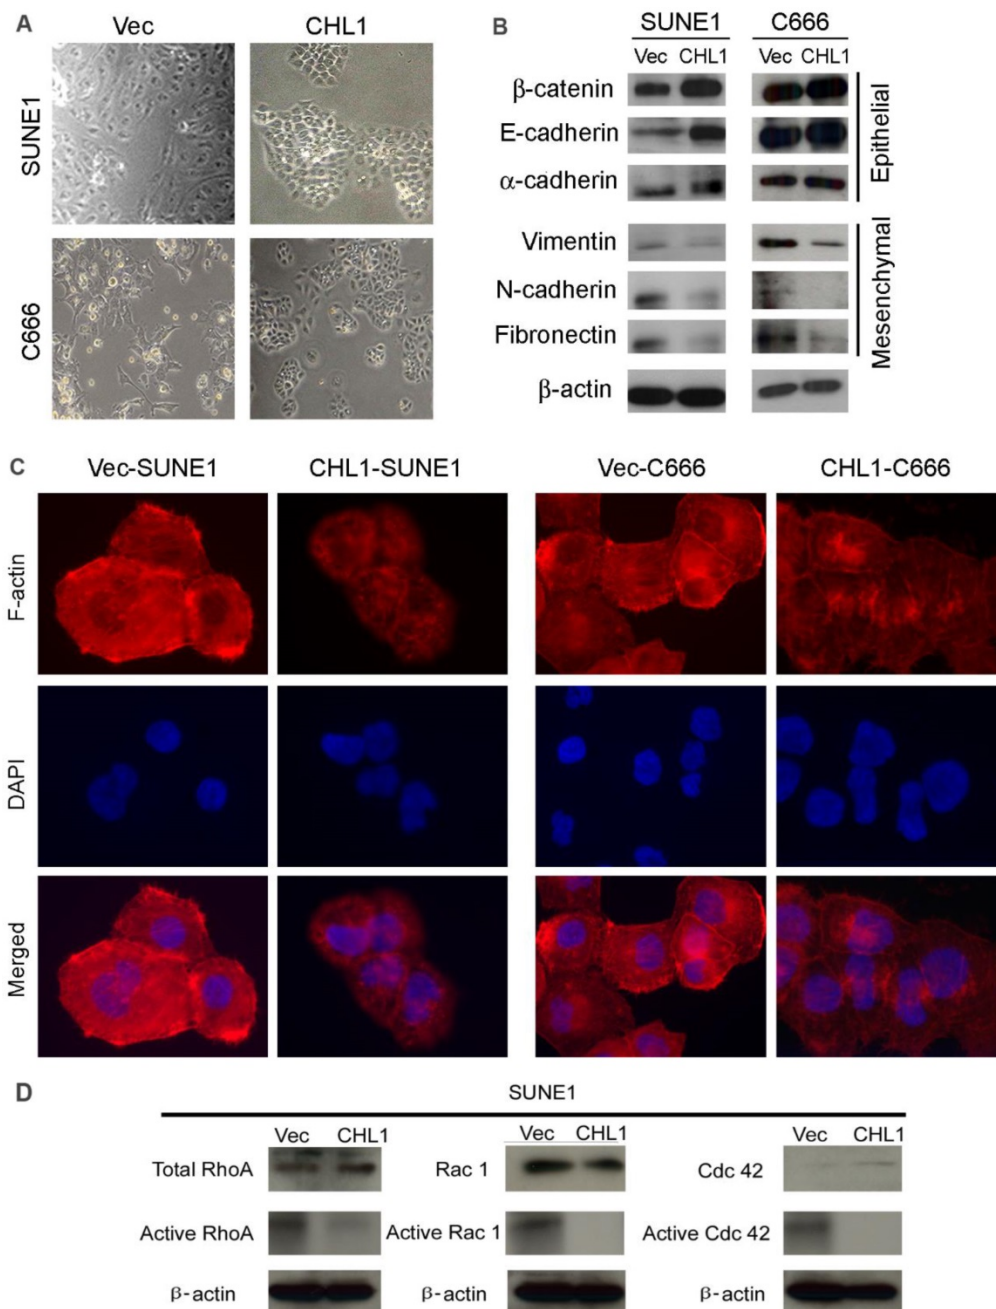 A
Vec CHL1
SUNE1
C666
B
SUNE1 C666
Vec CHL1 Vec CHL1
β-catenin
E-cadherin
α-cadherin
Epithelial
Vimentin
N-cadherin
Fibronectin
Mesenchymal
β-actin
C
Vec-SUNE1 CHL1-SUNE1 Vec-C666 CHL1-C666
F-actin
DAPI
Merged
D
SUNE1
Vec CHL1 Vec CHL1 Vec CHL1
Total RhoA Rac 1 Cdc 42
Active RhoA Active Rac 1 Active Cdc 42
β-actin β-actin β-actin